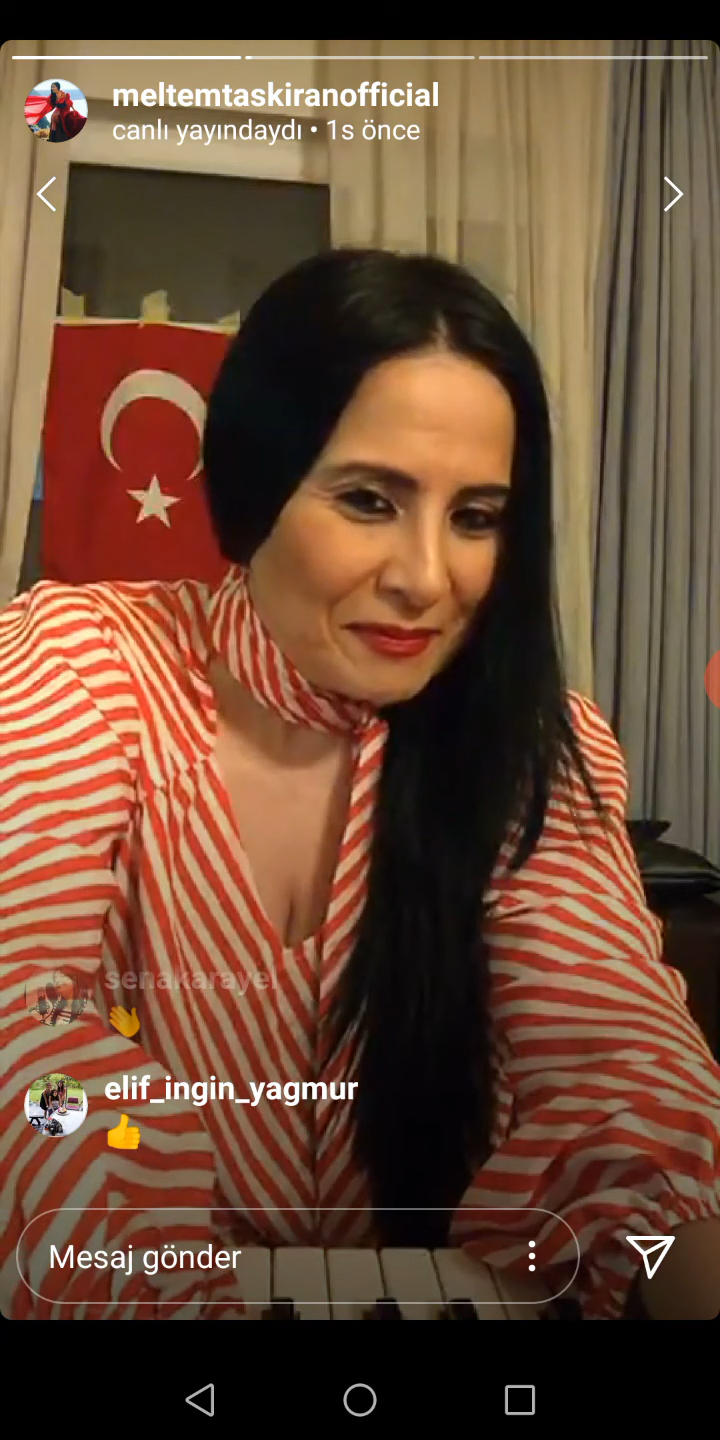 meltemtaskiranofficial
canlı yayındaydı • 1s önce
senakarayel
elif_ingin_yagmur
Mesaj gönder